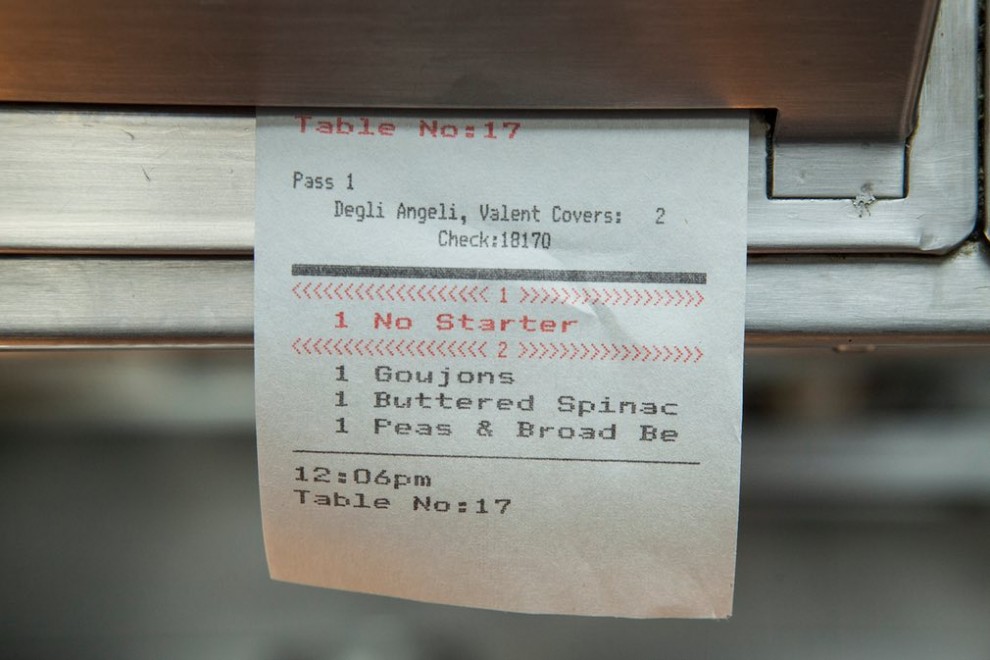 Table No:17
Pass 1
Degli Angeli, Valent Covers: 2
Check:18170
<<<<<<<<<<<<<<<<<<< 1 >>>>>>>>>>>>>>>>>>
1 No Starter
<<<<<<<<<<<<<<<<<<< 2 >>>>>>>>>>>>>>>>>>
1 Goujons
1 Buttered Spinac
1 Peas & Broad Be
12:06pm
Table No:17